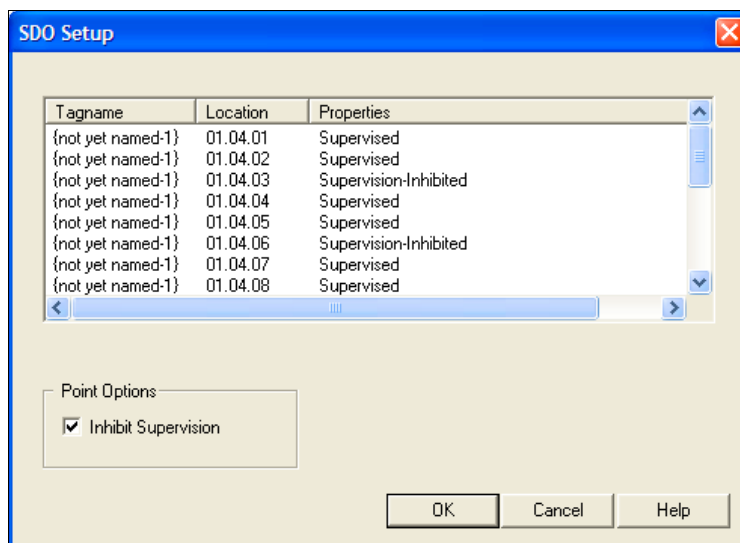 SDO Setup
Tagname Location Properties
{not yet named-1} 01.04.01 Supervised
{not yet named-1} 01.04.02 Supervised
{not yet named-1} 01.04.03 Supervision-Inhibited
{not yet named-1} 01.04.04 Supervised
{not yet named-1} 01.04.05 Supervised
{not yet named-1} 01.04.06 Supervision-Inhibited
{not yet named-1} 01.04.07 Supervised
{not yet named-1} 01.04.08 Supervised
Point Options
Inhibit Supervision
OK Cancel Help